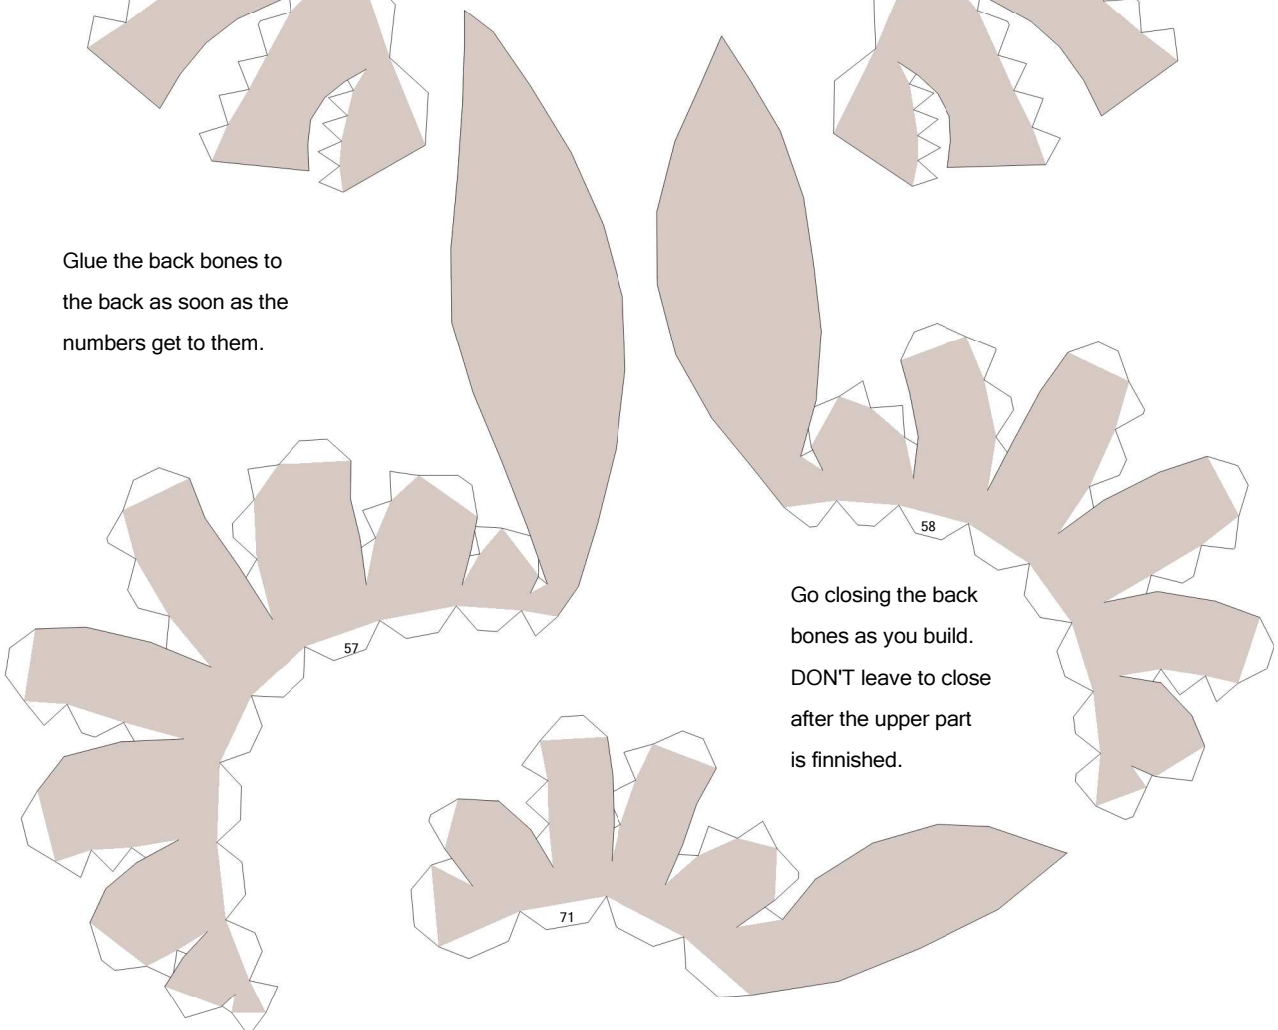 Glue the back bones to
the back as soon as the
numbers get to them.
58
Go closing the back
bones as you build.
DON'T leave to close
after the upper part
is finnished.
57
71